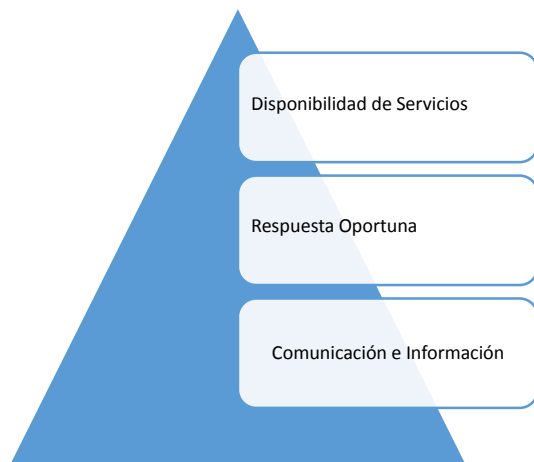 Disponibilidad de Servicios
Respuesta Oportuna
Comunicación e Información